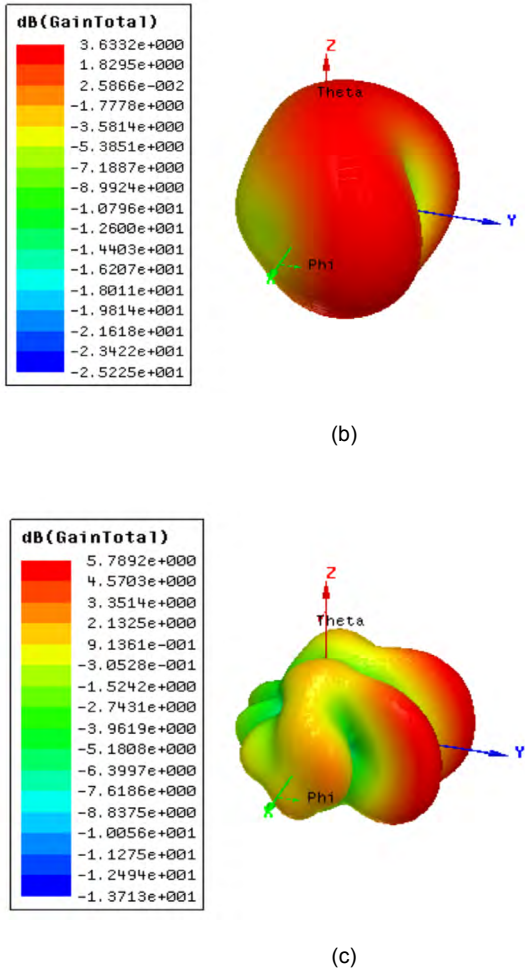 dB(GainTotal)
3.6332e+000
1.8295e+000
2.5866e-002
-1.7778e+000
-3.5814e+000
-5.3851e+000
-7.1887e+000
-8.9924e+000
-1.0796e+001
-1.2600e+001
-1.4403e+001
-1.6207e+001
-1.8011e+001
-1.9814e+001
-2.1618e+001
-2.3422e+001
-2.5225e+001
Z
Theta
Y
Phi
X
(b)
dB(GainTotal)
5.7892e+000
4.5703e+000
3.3514e+000
2.1325e+000
9.1361e-001
-3.0528e-001
-1.5242e+000
-2.7431e+000
-3.9619e+000
-5.1808e+000
-6.3997e+000
-7.6186e+000
-8.8375e+000
-1.0056e+001
-1.1275e+001
-1.2494e+001
-1.3713e+001
Z
Theta
Y
Phi
X
(c)